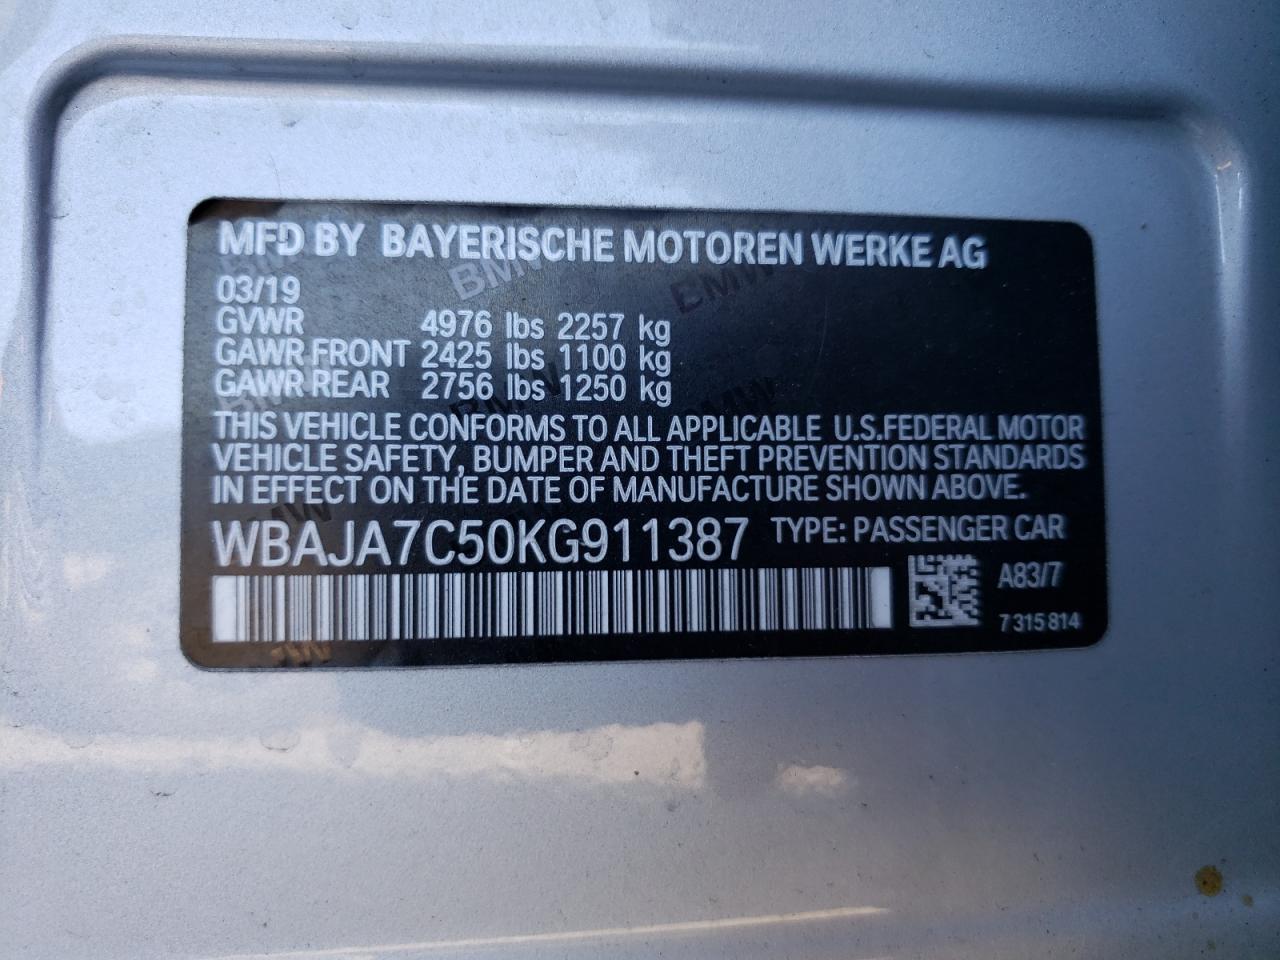 MFD BY BAYERISCHE MOTOREN WERKE AG
03/19
GVWR 4976 lbs 2257 kg
GAWR FRONT 2425 lbs 1100 kg
GAWR REAR 2756 lbs 1250 kg
THIS VEHICLE CONFORMS TO ALL APPLICABLE U.S.FEDERAL MOTOR
VEHICLE SAFETY, BUMPER AND THEFT PREVENTION STANDARDS
IN EFFECT ON THE DATE OF MANUFACTURE SHOWN ABOVE.
WBAJA7C50KG911387 TYPE: PASSENGER CAR
A83/7
7 315 814